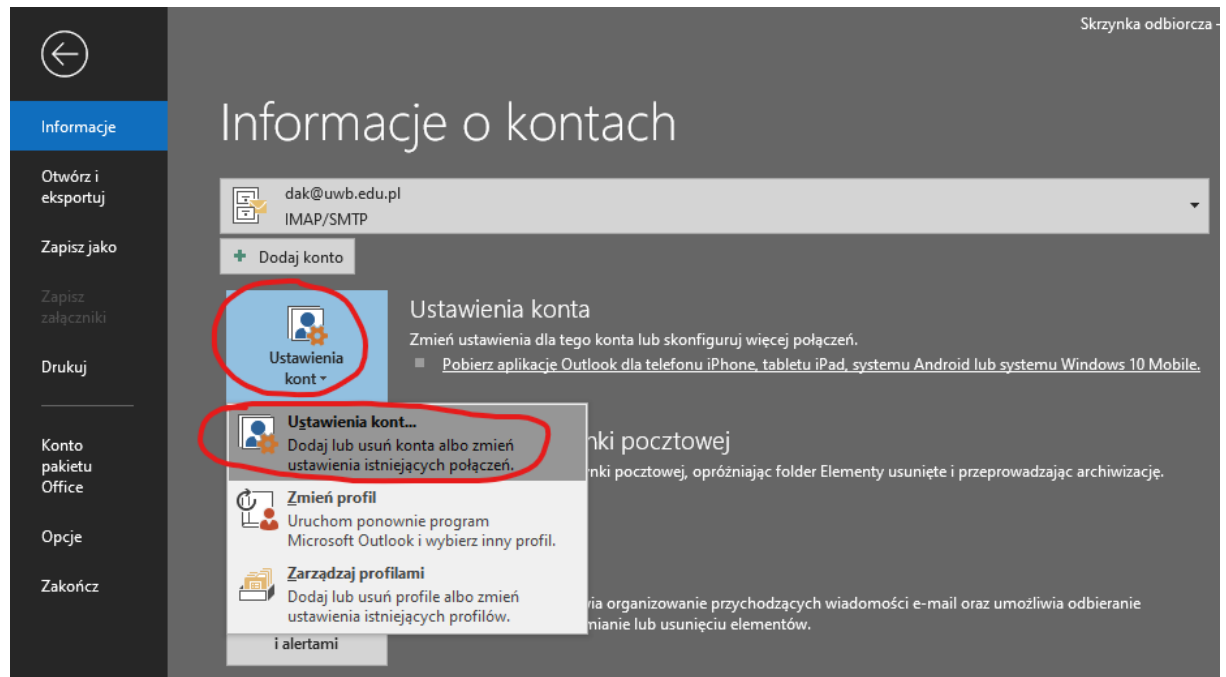 Skrzynka odbiorcza -
Informacje
Otwórz i
eksportuj
Zapisz jako
Zapisz
załączniki
Drukuj
Konto
pakietu
Office
Opcje
Zakończ
Informacje o kontach
dak@uwb.edu.pl
IMAP/SMTP
Dodaj konto
Ustawienia
kont
Ustawienia konta
Zmień ustawienia dla tego konta lub skonfiguruj więcej połączeń.
Pobierz aplikację Outlook dla telefonu iPhone, tabletu iPad, systemu Android lub systemu Windows 10 Mobile.
Ustawienia kont...
Dodaj lub usuń konta albo zmień
ustawienia istniejących połączeń.
Zmień profil
Uruchom ponownie program
Microsoft Outlook i wybierz inny profil.
Zarządzaj profilami
Dodaj lub usuń profile albo zmień
ustawienia istniejących profilów.
pocztowej
pocztowej, opróżniając folder Elementy usunięte i przeprowadzając archiwizację.
organizowanie przychodzących wiadomości e-mail oraz umożliwia odbieranie
lub usunięciu elementów.
i alertami